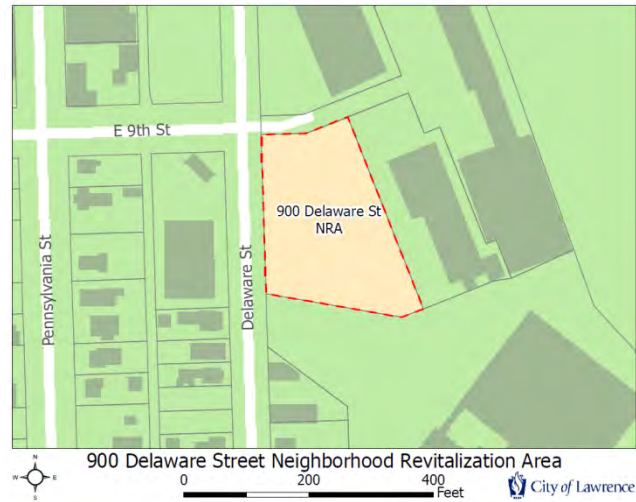 E 9th St
900 Delaware St
NRA
Pennsylvania St
Delaware St
900 Delaware Street Neighborhood Revitalization Area
N
W E
S
0 200 400
Feet
City of Lawrence